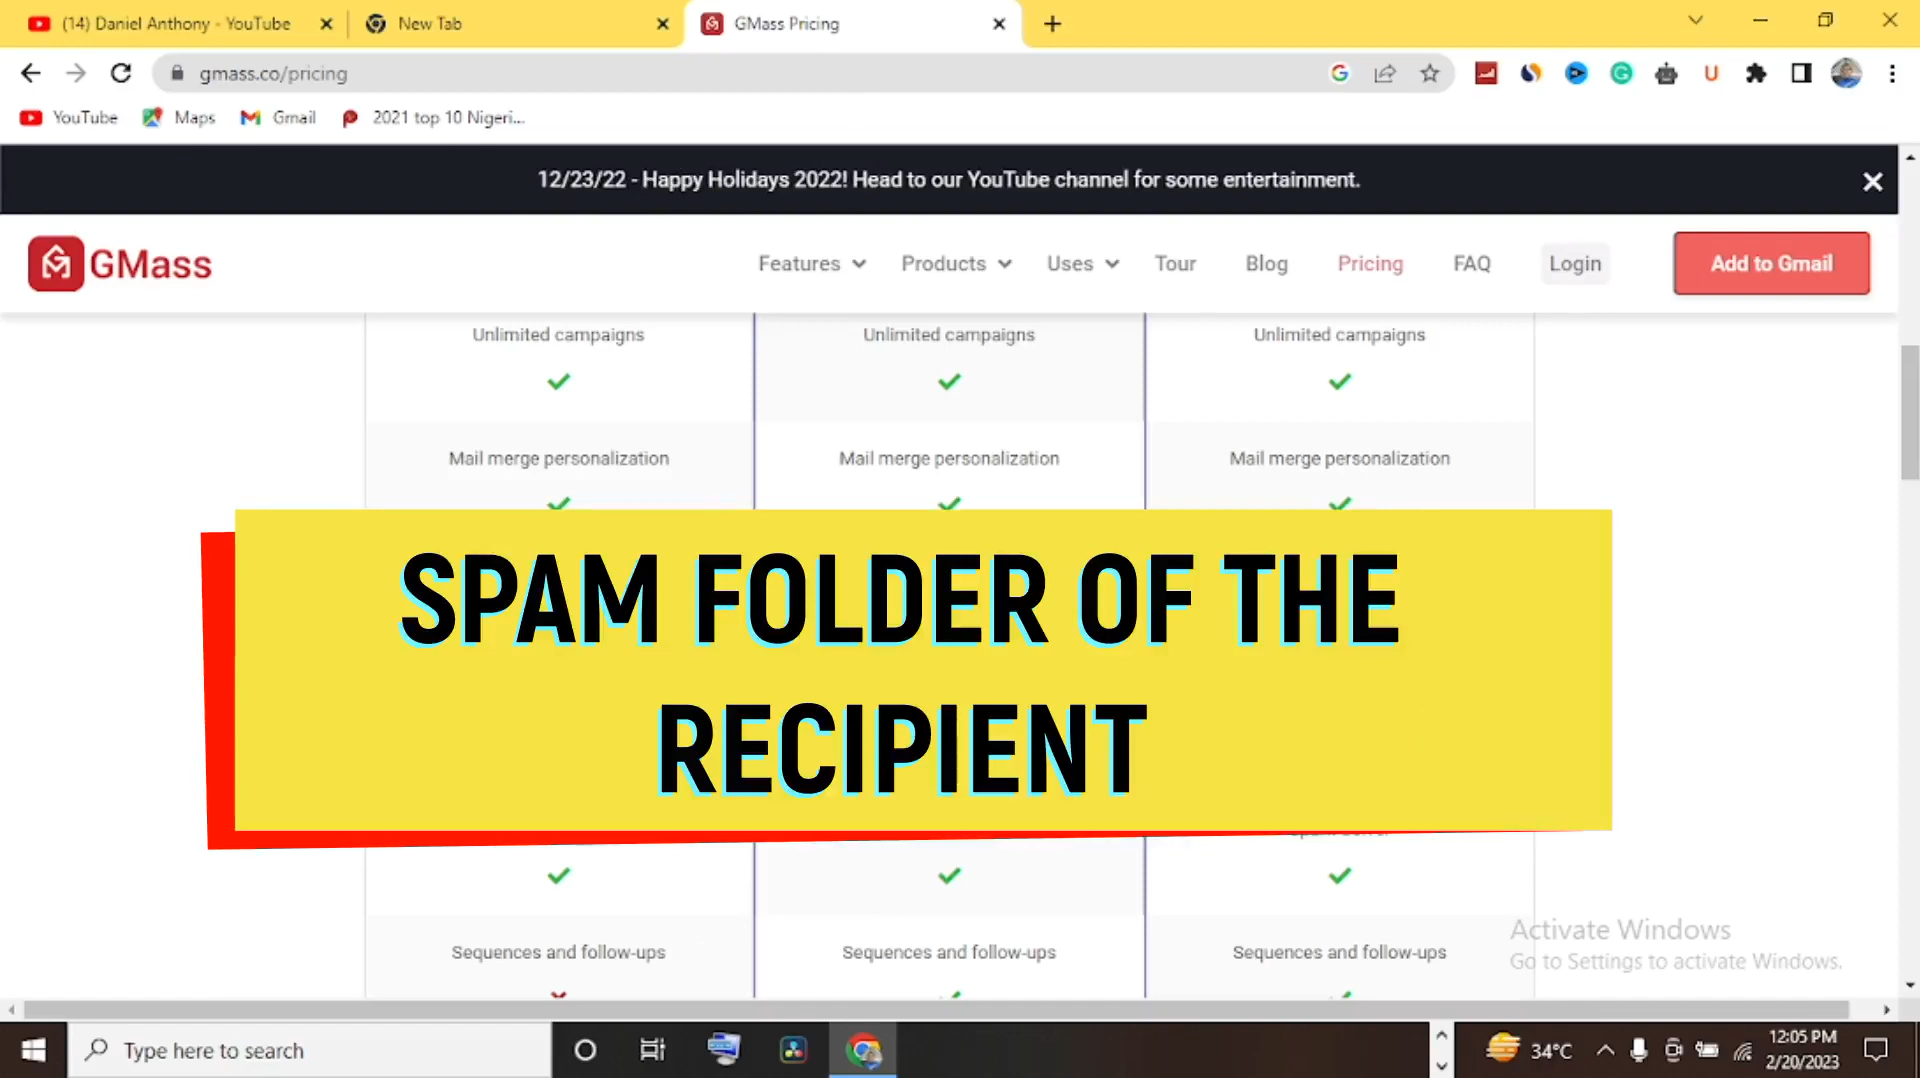 (14) Daniel Anthony - YouTube
New Tab
GMass Pricing
gmass.co/pricing
YouTube
Maps
Gmail
2021 top 10 Nigeri...
12/23/22 - Happy Holidays 2022! Head to our YouTube channel for some entertainment.
GMass
Features
Products
Uses
Tour
Blog
Pricing
FAQ
Login
Add to Gmail
Unlimited campaigns
Unlimited campaigns
Unlimited campaigns
Mail merge personalization
Mail merge personalization
Mail merge personalization
SPAM FOLDER OF THE
RECIPIENT
Sequences and follow-ups
Sequences and follow-ups
Sequences and follow-ups
Activate Windows
Go to Settings to activate Windows.
Type here to search
34°C
12:05 PM
2/20/2023